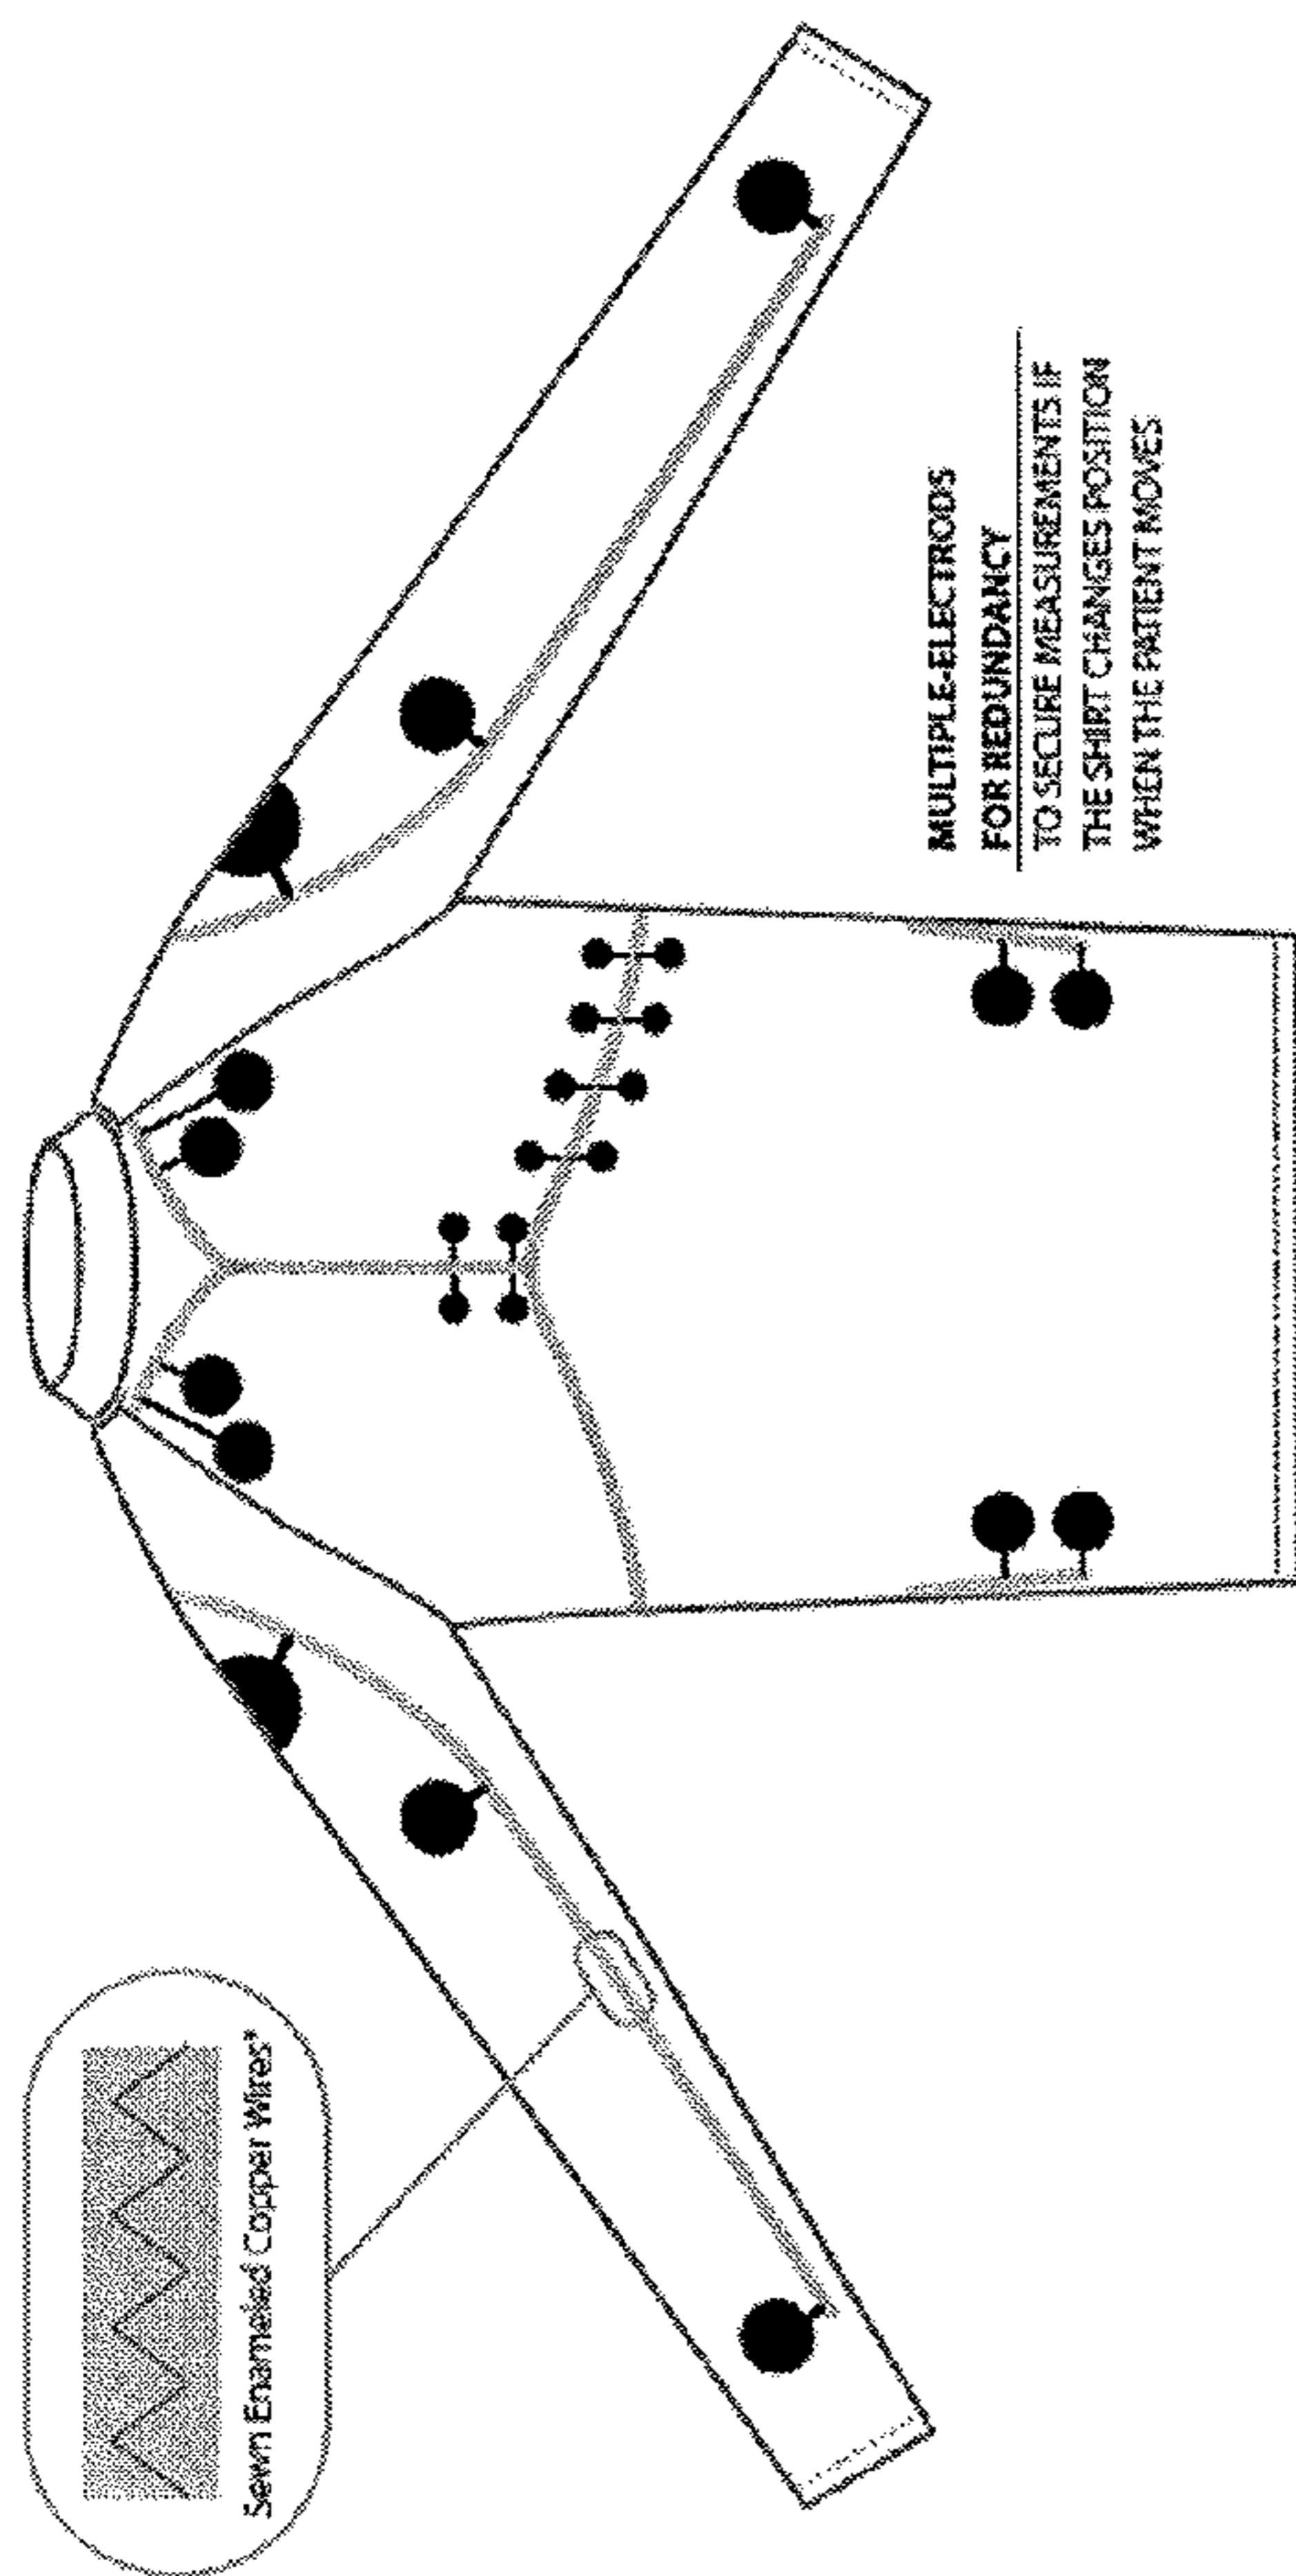 Sewn Enameled Copper Wires*
MULTIPLE-ELECTRODS
FOR REDUNDANCY
TO SECURE MEASUREMENTS IF
THE SHIRT CHANGES POSITION
WHEN THE PATIENT MOVES